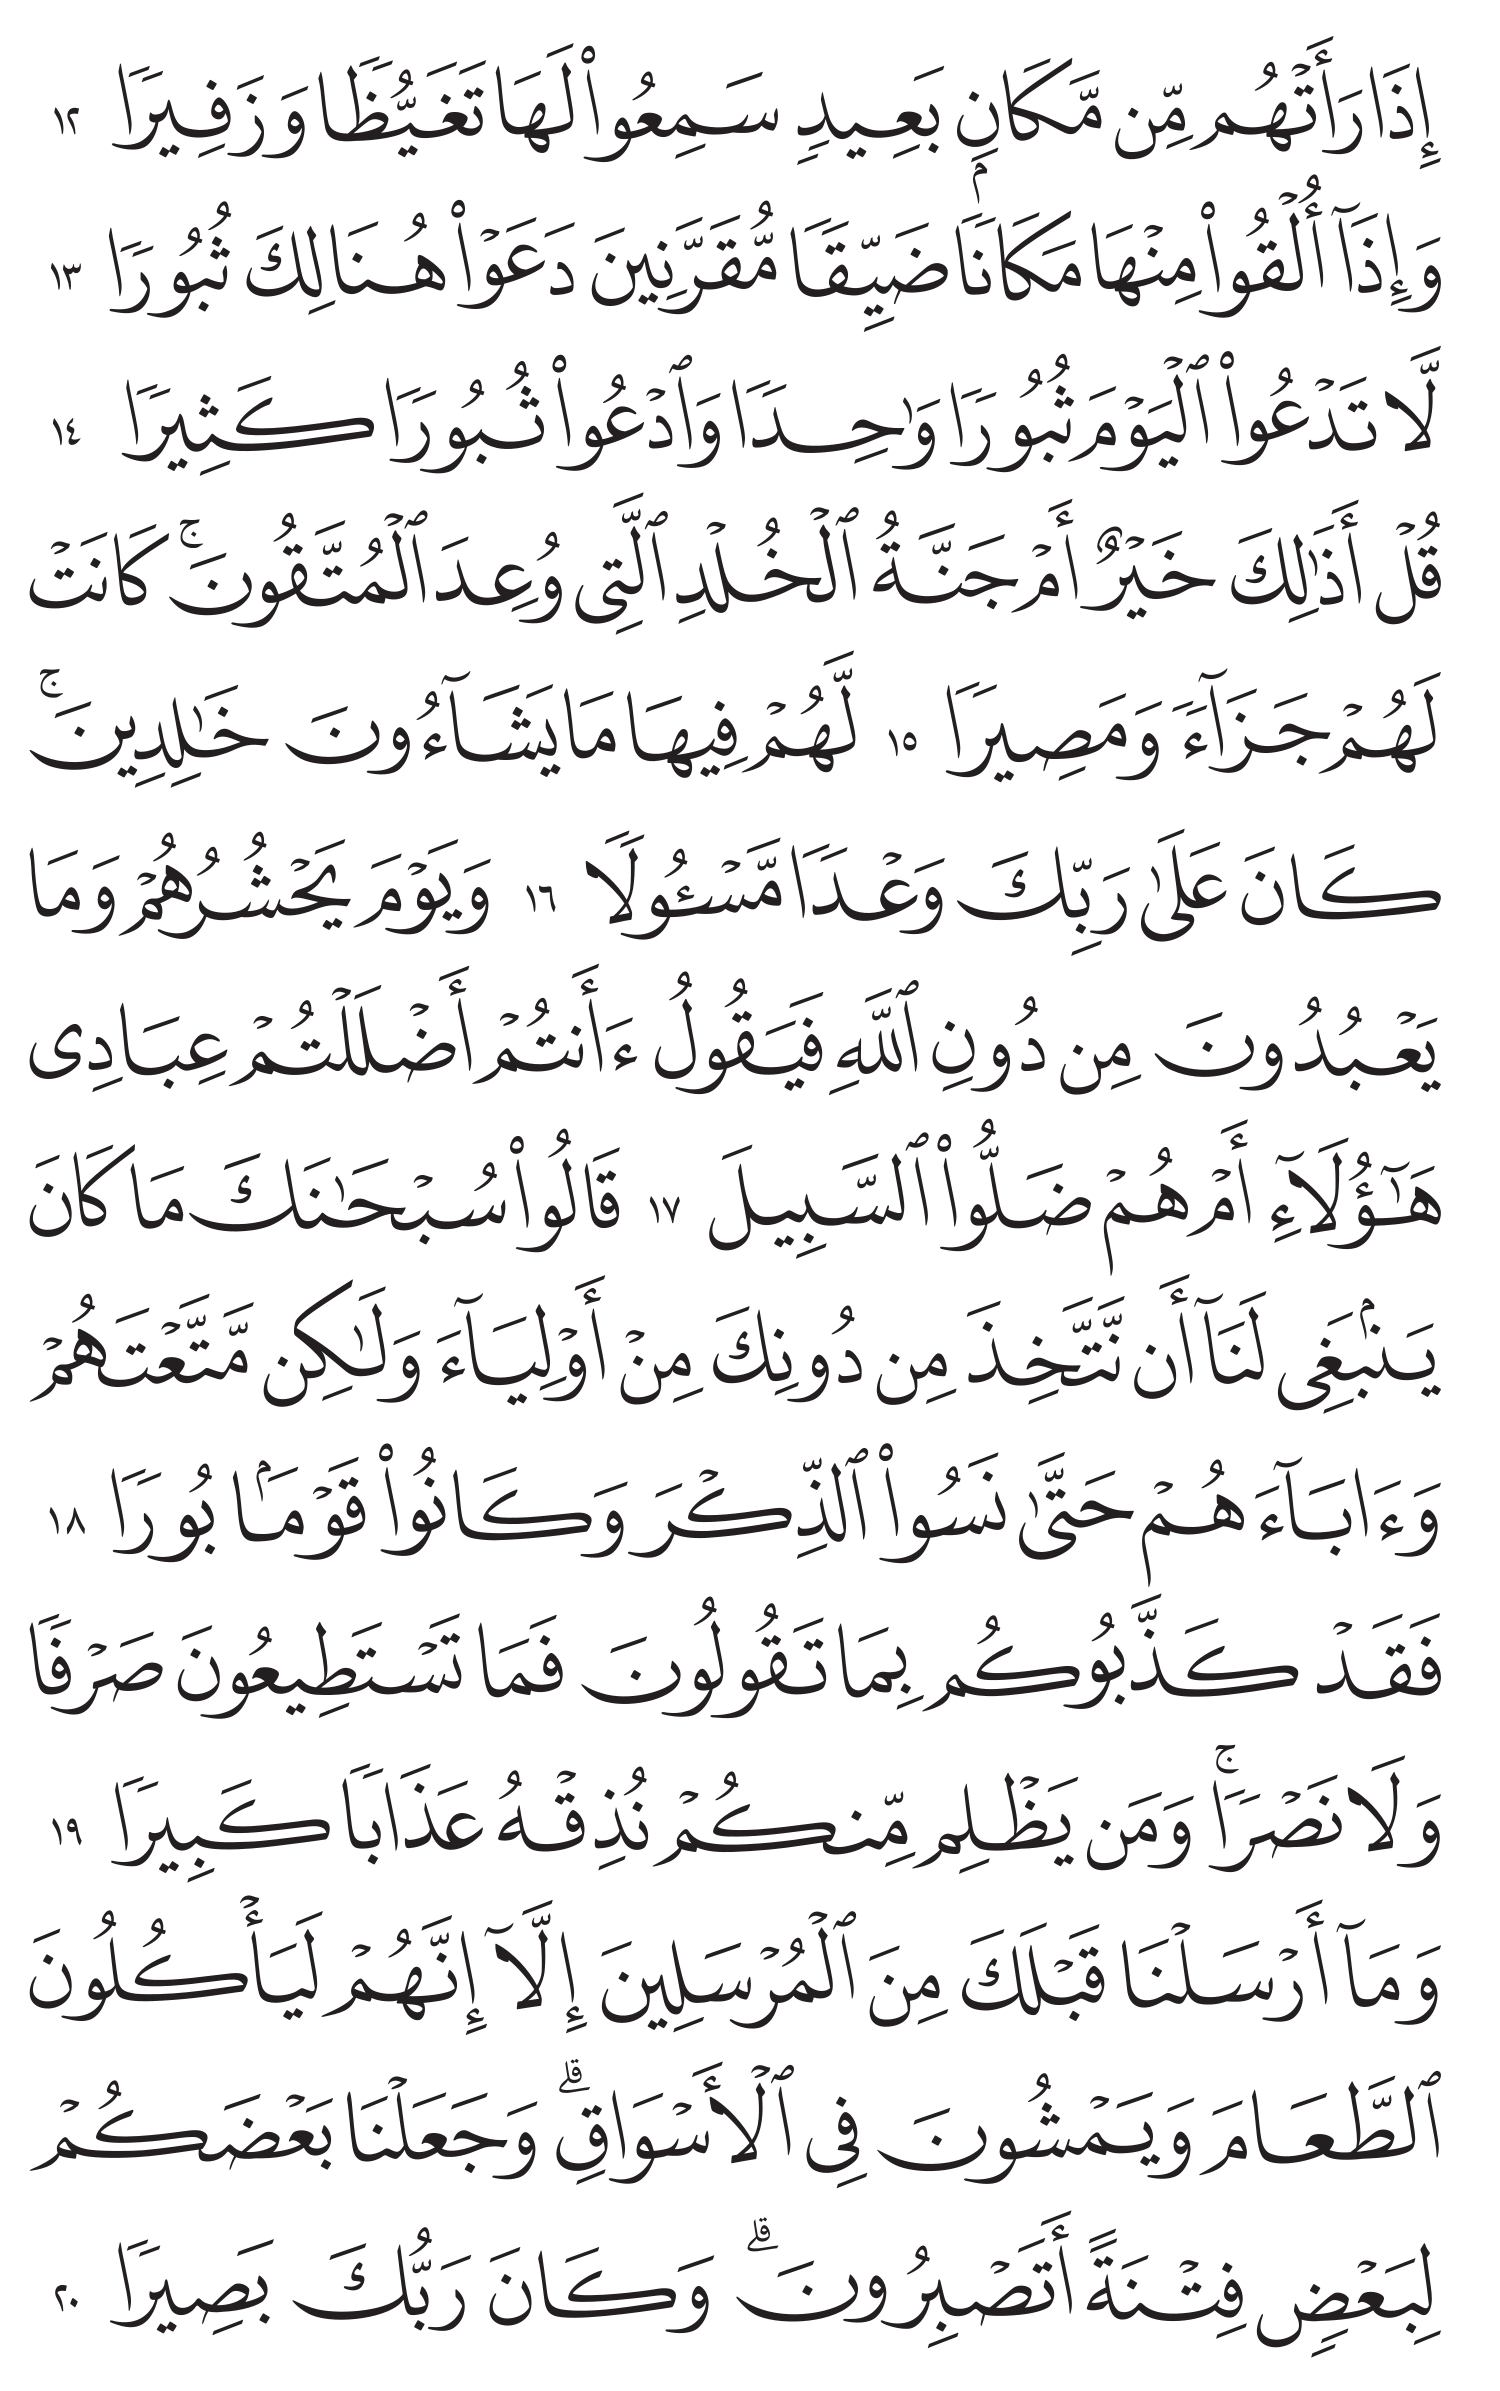 إِذَا رَأَتْهُم مِّن مَّكَانِۭ بَعِيدٍ سَمِعُوا۟ لَهَا تَغَيُّظًا وَزَفِيرًا ١٢
وَإِذَآ أُلْقُوا۟ مِنْهَا مَكَانًا ضَيِّقًا مُّقَرَّنِينَ دَعَوْا۟ هُنَالِكَ ثُبُورًا ١٣
لَّا تَدْعُوا۟ ٱلْيَوْمَ ثُبُورًا وَٰحِدًا وَٱدْعُوا۟ ثُبُورًا كَثِيرًا ١٤
قُلْ أَذَٰلِكَ خَيْرٌ أَمْ جَنَّةُ ٱلْخُلْدِ ٱلَّتِى وُعِدَ ٱلْمُتَّقُونَ ۚ كَانَتْ
لَهُمْ جَزَآءً وَمَصِيرًا ١٥ لَّهُمْ فِيهَا مَا يَشَآءُونَ خَٰلِدِينَ ۚ
كَانَ عَلَىٰ رَبِّكَ وَعْدًا مَّسْـُٔولًا ١٦ وَيَوْمَ يَحْشُرُهُمْ وَمَا
يَعْبُدُونَ مِن دُونِ ٱللَّهِ فَيَقُولُ ءَأَنتُمْ أَضْلَلْتُمْ عِبَادِى
هَٰٓؤُلَآءِ أَمْ هُمْ ضَلُّوا۟ ٱلسَّبِيلَ ١٧ قَالُوا۟ سُبْحَٰنَكَ مَا كَانَ
يَنۢبَغِى لَنَآ أَن نَّتَّخِذَ مِن دُونِكَ مِنْ أَوْلِيَآءَ وَلَٰكِن مَّتَّعْتَهُمْ
وَءَابَآءَهُمْ حَتَّىٰ نَسُوا۟ ٱلذِّكْرَ وَكَانُوا۟ قَوْمًۢا بُورًا ١٨
فَقَدْ كَذَّبُوكُم بِمَا تَقُولُونَ فَمَا تَسْتَطِيعُونَ صَرْفًا
وَلَا نَصْرًا ۚ وَمَن يَظْلِم مِّنكُمْ نُذِقْهُ عَذَابًا كَبِيرًا ١٩
وَمَآ أَرْسَلْنَا قَبْلَكَ مِنَ ٱلْمُرْسَلِينَ إِلَّآ إِنَّهُمْ لَيَأْكُلُونَ
ٱلطَّعَامَ وَيَمْشُونَ فِى ٱلْأَسْوَاقِ ۗ وَجَعَلْنَا بَعْضَكُمْ
لِبَعْضٍ فِتْنَةً أَتَصْبِرُونَ ۗ وَكَانَ رَبُّكَ بَصِيرًا ٢٠